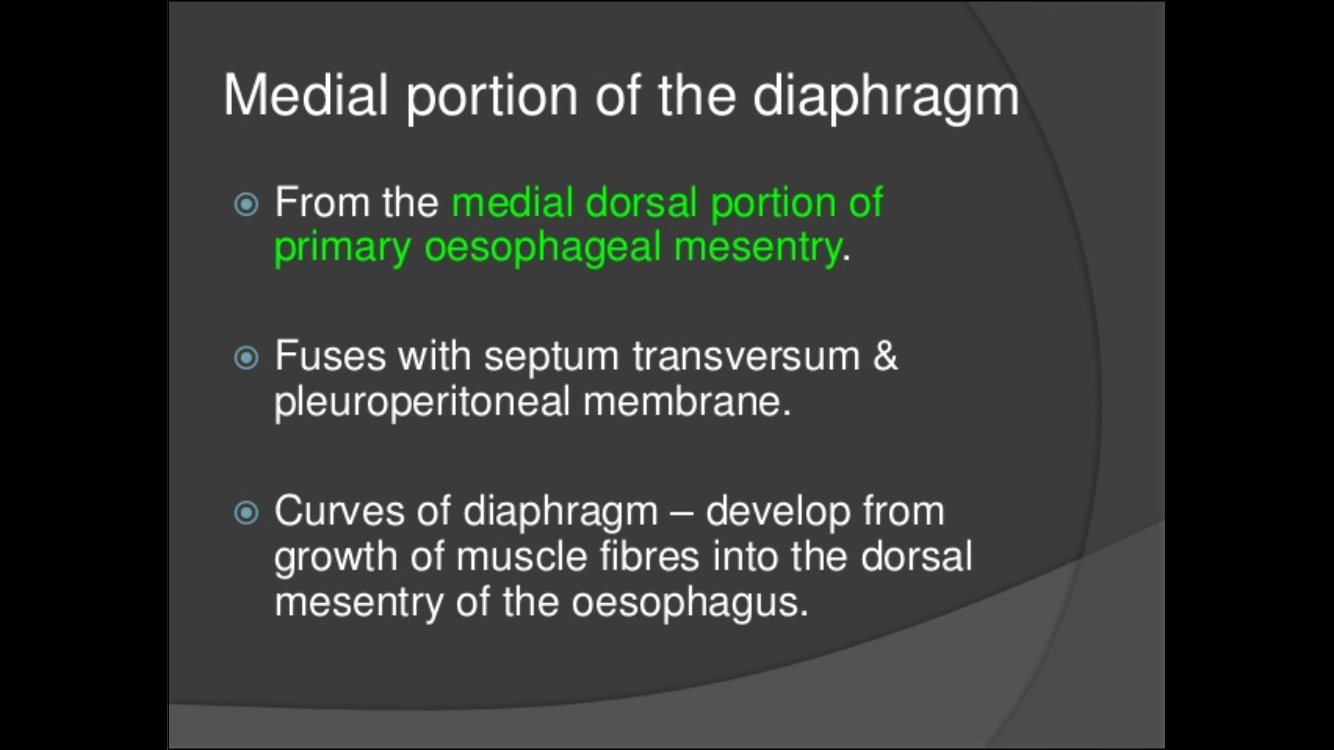 Medial portion of the diaphragm
From the medial dorsal portion of
primary oesophageal mesentry.
Fuses with septum transversum &
pleuroperitoneal membrane.
Curves of diaphragm – develop from
growth of muscle fibres into the dorsal
mesentry of the oesophagus.